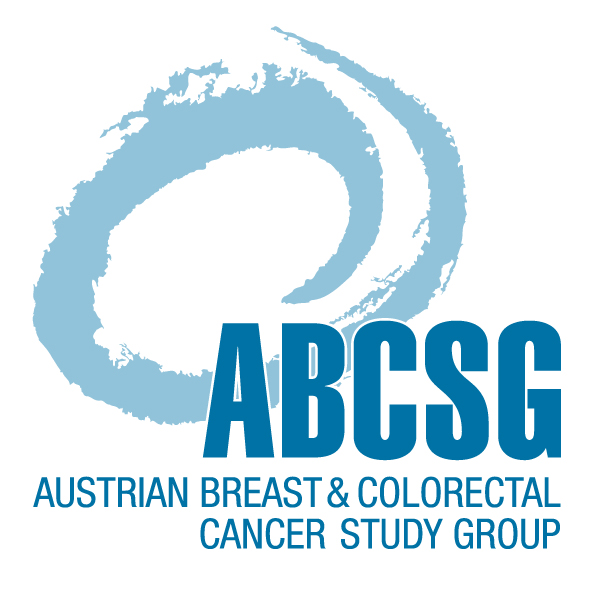 ABCSG
AUSTRIAN BREAST & COLORECTAL
CANCER STUDY GROUP